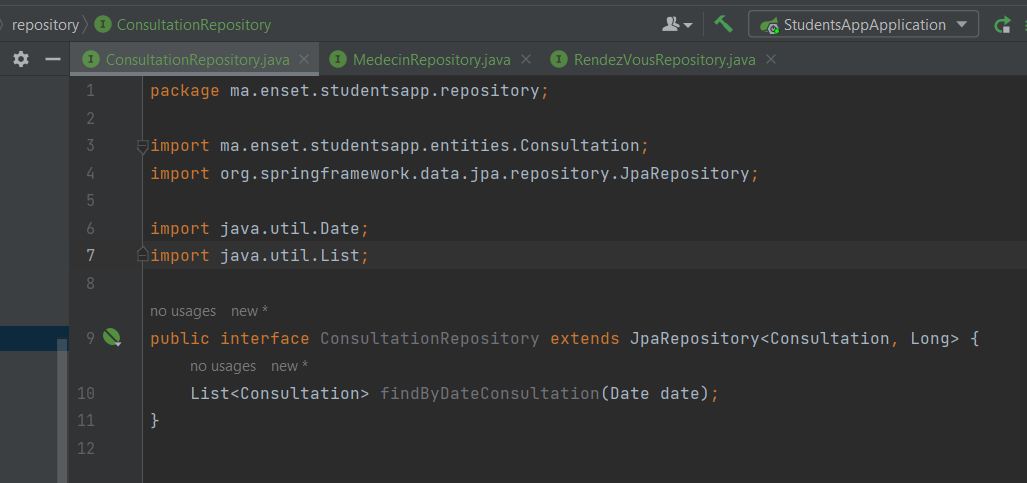 repository ConsultationRepository StudentsAppApplication
ConsultationRepository.java MedecinRepository.java RendezVousRepository.java
1 package ma.enset.studentsapp.repository;
2
3 import ma.enset.studentsapp.entities.Consultation;
4 import org.springframework.data.jpa.repository.JpaRepository;
5
6 import java.util.Date;
7 import java.util.List;
8
no usages new *
9 public interface ConsultationRepository extends JpaRepository<Consultation, Long> {
no usages new *
10 List<Consultation> findByDateConsultation(Date date);
11 }
12